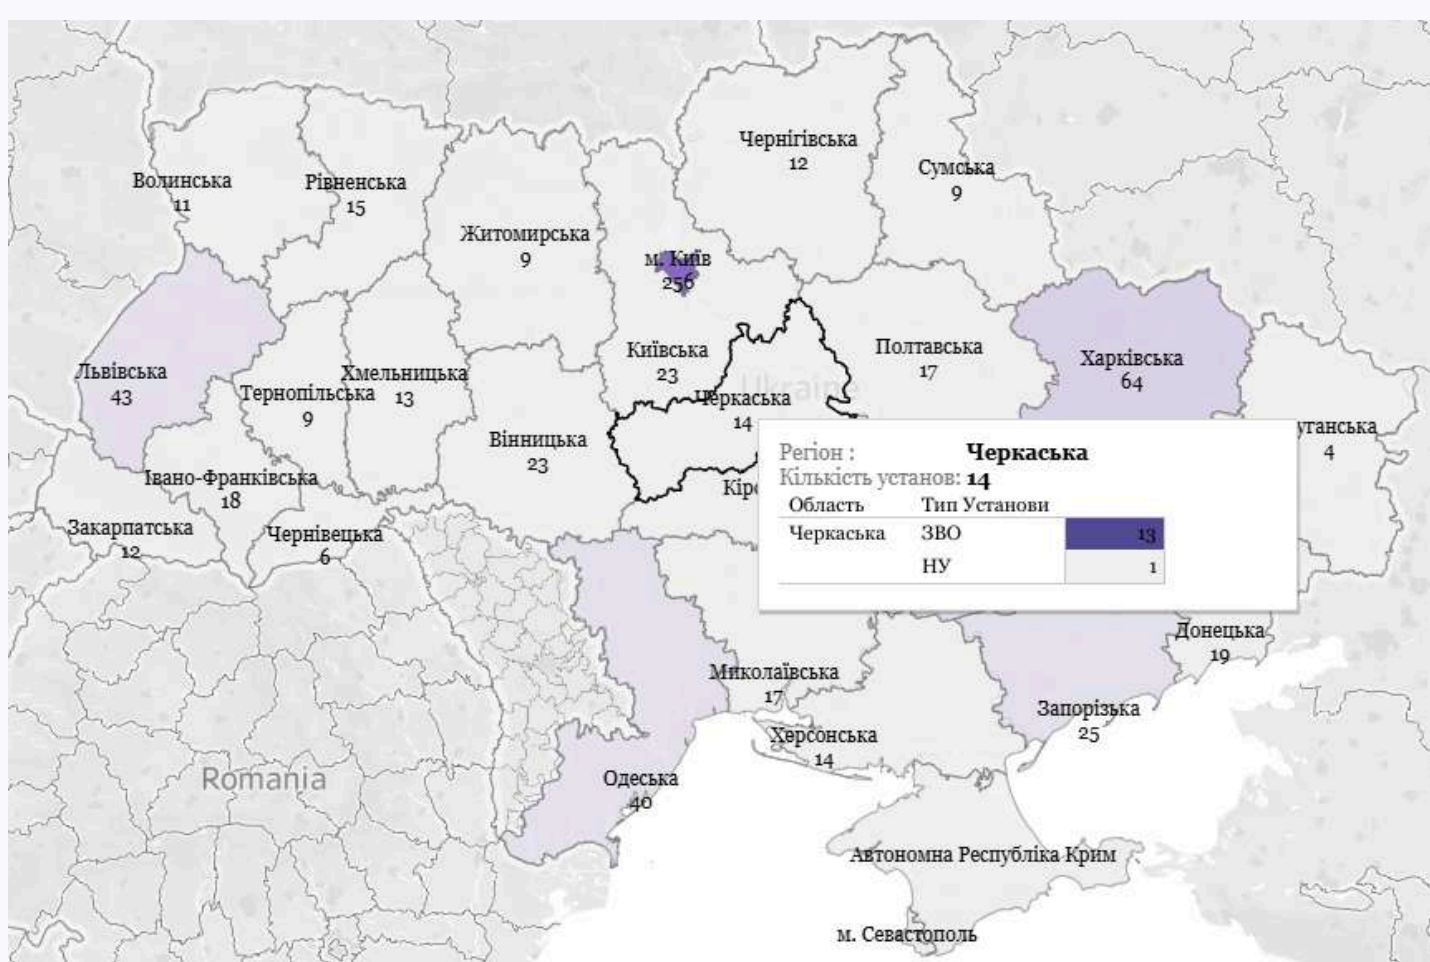 Чернігівська
12
Сумська
9
Волинська
11
Рівненська
15
Житомирська
9
м. Київ
256
Київська
23
Полтавська
17
Харківська
64
Львівська
43
Тернопільська
9
Хмельницька
13
Ukraine
Черкаська
14
Вінницька
23
уганська
4
Івано-Франківська
18
Кіро
Закарпатська
12
Чернівецька
6
Регіон : Черкаська
Кількість установ: 14
Область Тип Установи
Черкаська ЗВО 13
НУ 1
Донецька
19
Миколаївська
17
Запорізька
25
Херсонська
14
Romania
Одеська
40
Автономна Республіка Крим
м. Севастополь